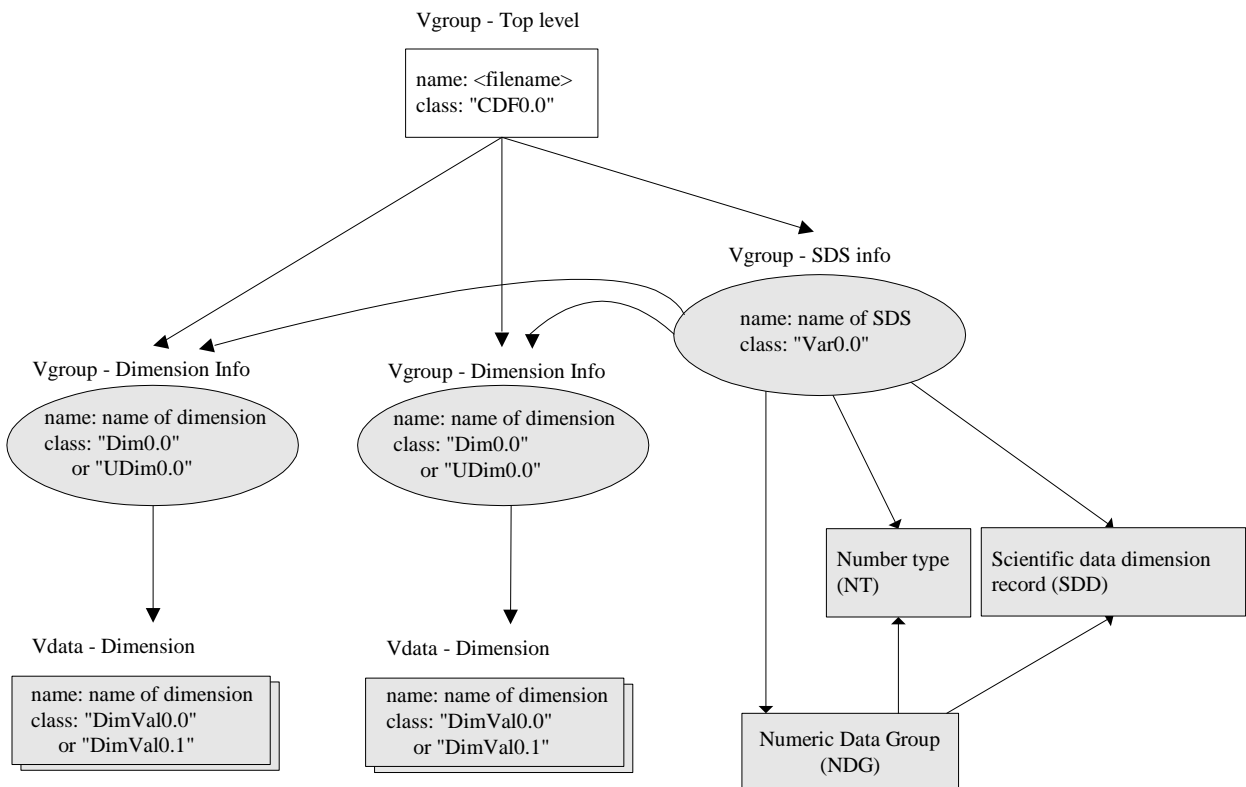 Vgroup - Top level
name: <filename>
class: "CDF0.0"
Vgroup - SDS info
name: name of SDS
class: "Var0.0"
Vgroup - Dimension Info
name: name of dimension
class: "Dim0.0"
or "UDim0.0"
Vgroup - Dimension Info
name: name of dimension
class: "Dim0.0"
or "UDim0.0"
Number type
(NT)
Scientific data dimension
record (SDD)
Vdata - Dimension
name: name of dimension
class: "DimVal0.0"
or "DimVal0.1"
Vdata - Dimension
name: name of dimension
class: "DimVal0.0"
or "DimVal0.1"
Numeric Data Group
(NDG)